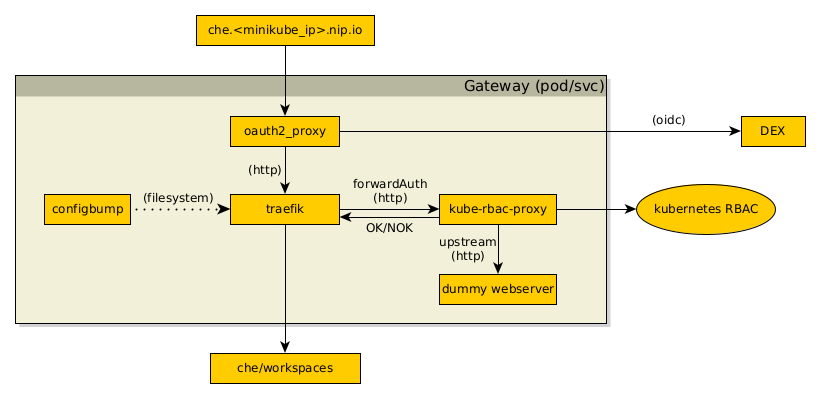 che.<minikube_ip>.nip.io
Gateway (pod/svc)
oauth2_proxy
(oidc)
DEX
(http)
configbump
(filesystem)
traefik
forwardAuth
(http)
OK/NOK
kube-rbac-proxy
kubernetes RBAC
upstream
(http)
dummy webserver
che/workspaces